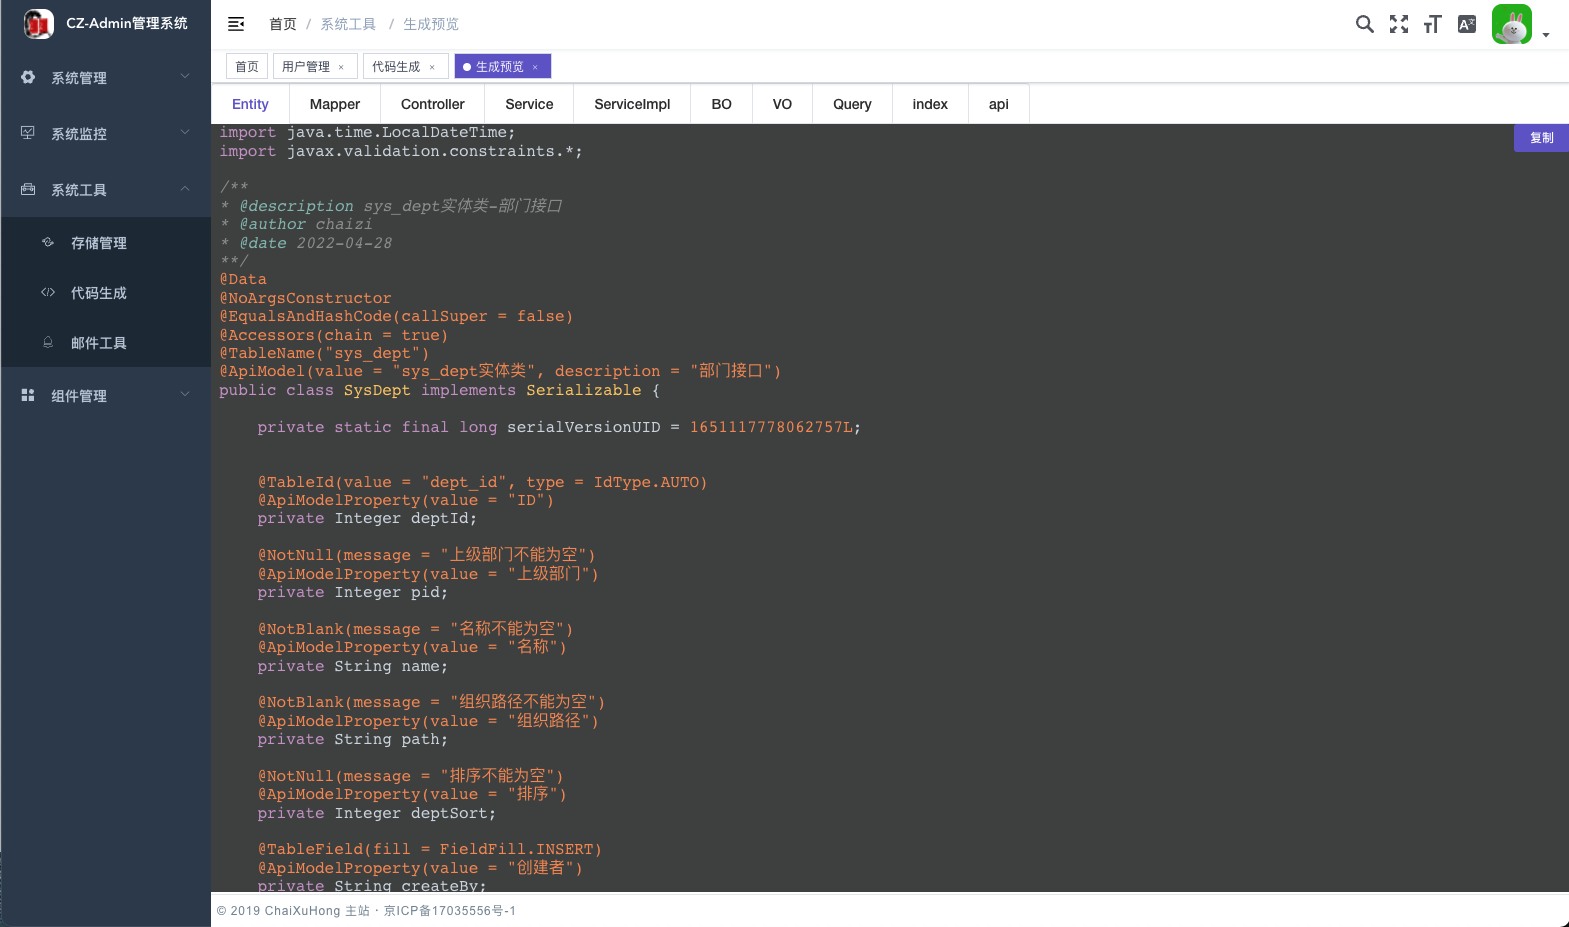 CZ-Admin管理系统
系统管理
系统监控
系统工具
存储管理
代码生成
邮件工具
组件管理
首页 / 系统工具 / 生成预览
首页 用户管理 × 代码生成 × 生成预览 ×
Entity Mapper Controller Service ServiceImpl BO VO Query index api
复制
import java.time.LocalDateTime;
import javax.validation.constraints.*;
/**
* @description sys_dept实体类-部门接口
* @author chaizi
* @date 2022-04-28
**/
@Data
@NoArgsConstructor
@EqualsAndHashCode(callSuper = false)
@Accessors(chain = true)
@TableName("sys_dept")
@ApiModel(value = "sys_dept实体类", description = "部门接口")
public class SysDept implements Serializable {
private static final long serialVersionUID = 1651117778062757L;
@TableId(value = "dept_id", type = IdType.AUTO)
@ApiModelProperty(value = "ID")
private Integer deptId;
@NotNull(message = "上级部门不能为空")
@ApiModelProperty(value = "上级部门")
private Integer pid;
@NotBlank(message = "名称不能为空")
@ApiModelProperty(value = "名称")
private String name;
@NotBlank(message = "组织路径不能为空")
@ApiModelProperty(value = "组织路径")
private String path;
@NotNull(message = "排序不能为空")
@ApiModelProperty(value = "排序")
private Integer deptSort;
@TableField(fill = FieldFill.INSERT)
@ApiModelProperty(value = "创建者")
private String createBy;
© 2019 ChaiXuHong 主站 · 京ICP备17035556号-1